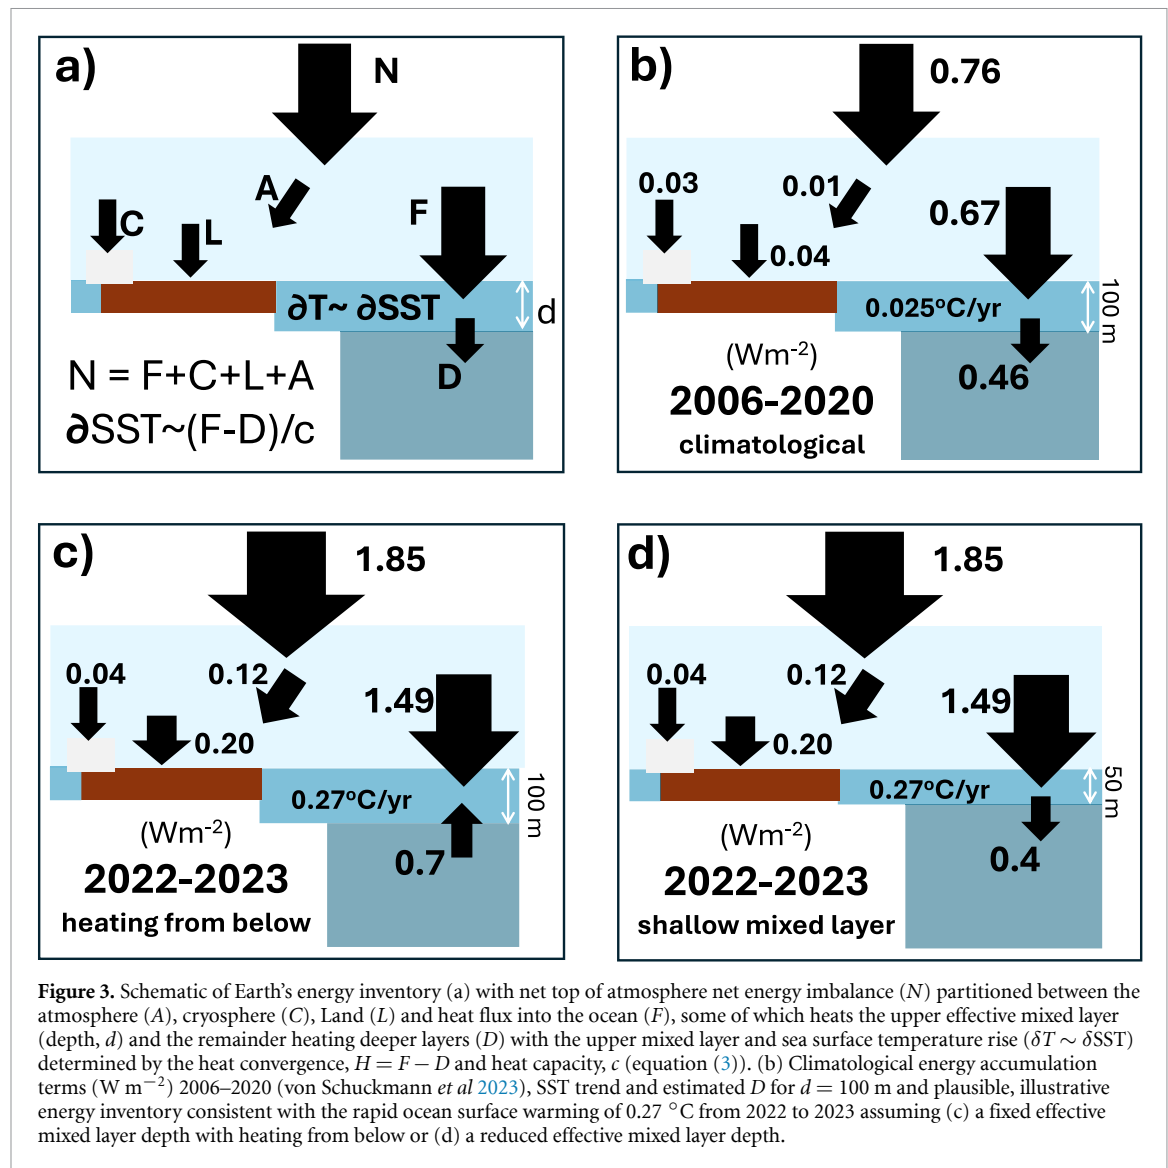 a)
N
A
C
L
F
∂T~ ∂SST
d
D
N = F+C+L+A
∂SST~(F-D)/c
b)
0.76
0.03
0.01
0.67
0.04
0.025ºC/yr
100 m
(Wm-2)
0.46
2006-2020
climatological
c)
1.85
0.04
0.12
1.49
0.20
0.27ºC/yr
100 m
(Wm-2)
0.7
2022-2023
heating from below
d)
1.85
0.04
0.12
1.49
0.20
0.27ºC/yr
50 m
(Wm-2)
0.4
2022-2023
shallow mixed layer
Figure 3. Schematic of Earth's energy inventory (a) with net top of atmosphere net energy imbalance (N) partitioned between the
atmosphere (A), cryosphere (C), Land (L) and heat flux into the ocean (F), some of which heats the upper effective mixed layer
(depth, d) and the remainder heating deeper layers (D) with the upper mixed layer and sea surface temperature rise (δT ∼ δSST)
determined by the heat convergence, H = F − D and heat capacity, c (equation (3)). (b) Climatological energy accumulation
terms (W m−2) 2006–2020 (von Schuckmann et al 2023), SST trend and estimated D for d = 100 m and plausible, illustrative
energy inventory consistent with the rapid ocean surface warming of 0.27 °C from 2022 to 2023 assuming (c) a fixed effective
mixed layer depth with heating from below or (d) a reduced effective mixed layer depth.